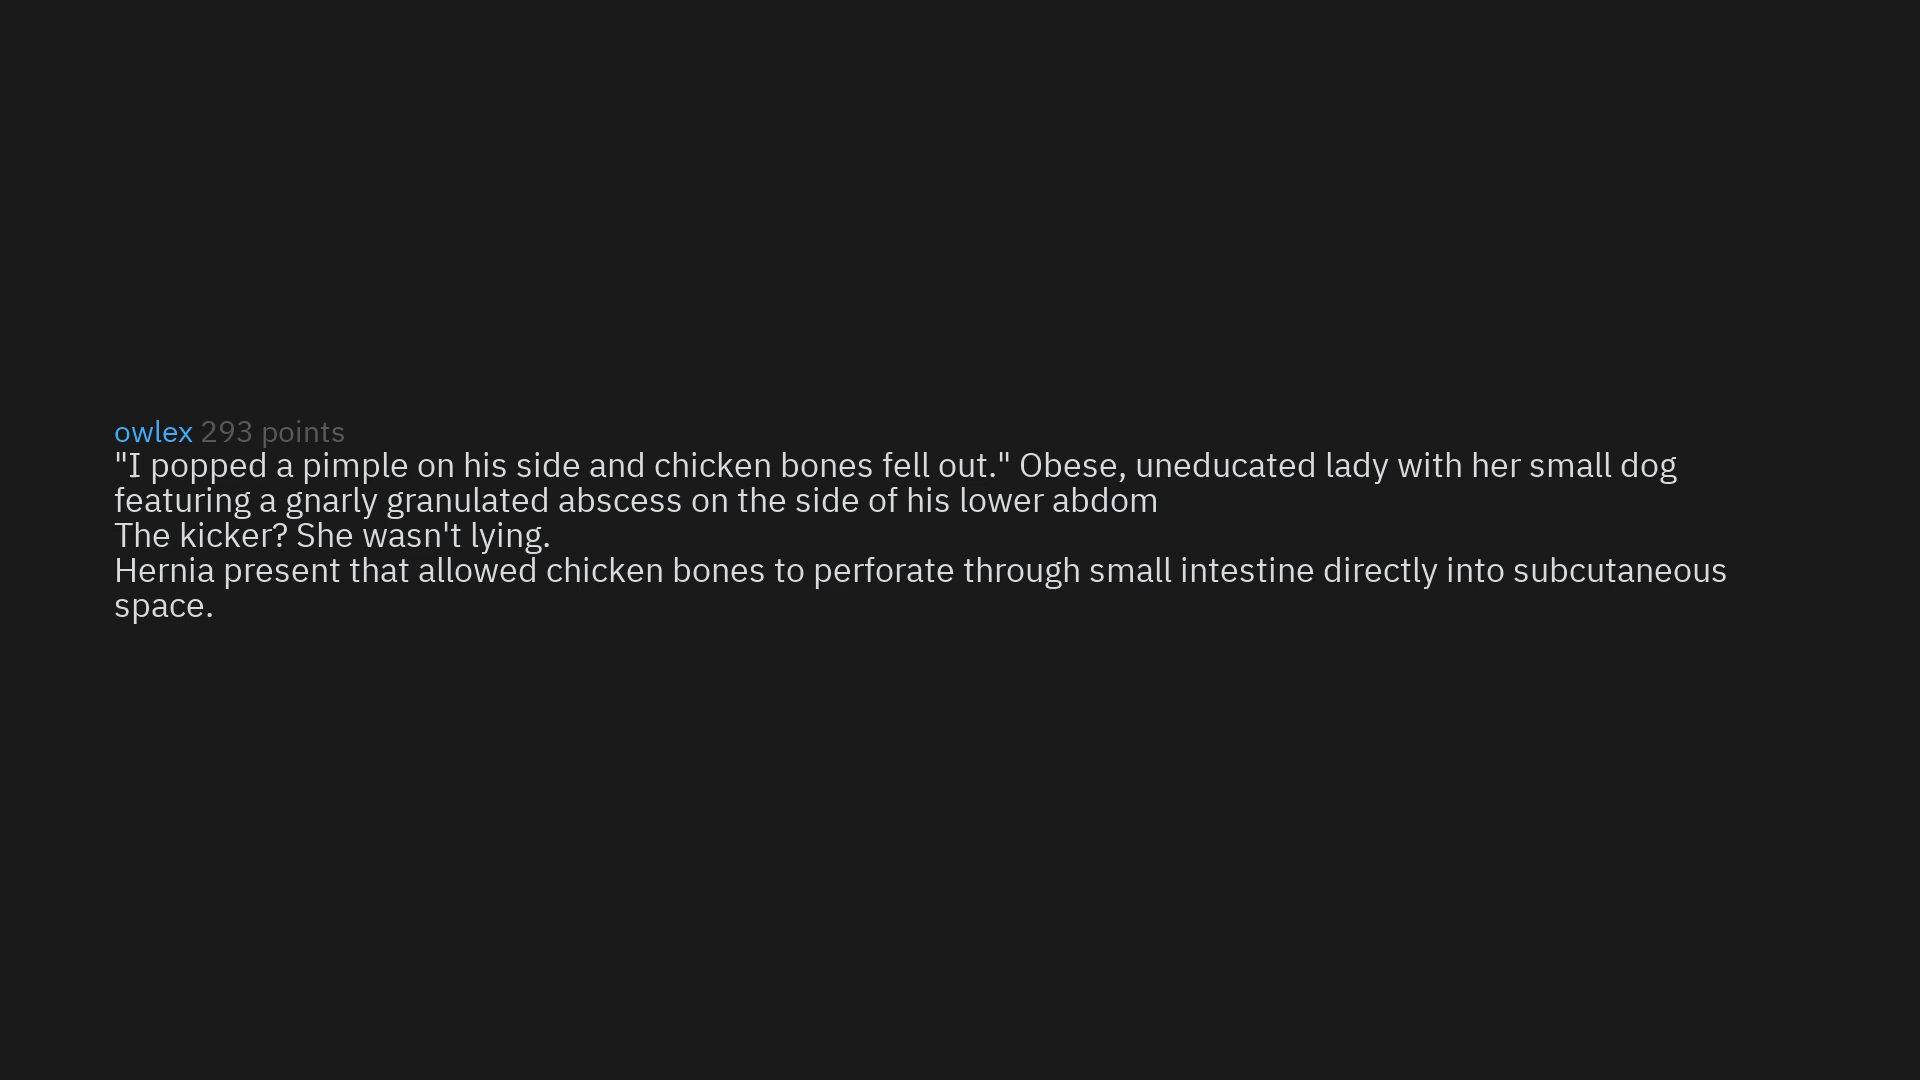 owlex 293 points
"I popped a pimple on his side and chicken bones fell out." Obese, uneducated lady with her small dog
featuring a gnarly granulated abscess on the side of his lower abdom
The kicker? She wasn't lying.
Hernia present that allowed chicken bones to perforate through small intestine directly into subcutaneous
space.